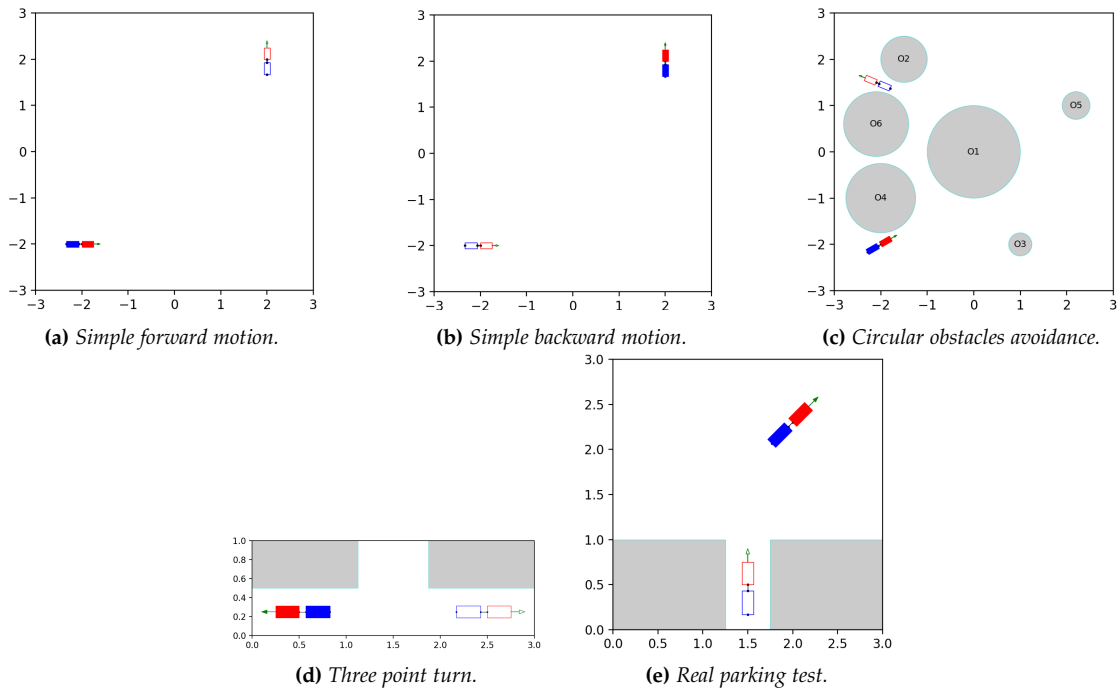 3
2
1
0
−1
−2
−3
−3 −2 −1 0 1 2 3
(a) Simple forward motion.
3
2
1
0
−1
−2
−3
−3 −2 −1 0 1 2 3
(b) Simple backward motion.
3
2
1
0
−1
−2
−3
O2
O5
O6
O1
O4
O3
−3 −2 −1 0 1 2 3
(c) Circular obstacles avoidance.
1.0
0.8
0.6
0.4
0.2
0.0
0.0 0.5 1.0 1.5 2.0 2.5 3.0
(d) Three point turn.
3.0
2.5
2.0
1.5
1.0
0.5
0.0
0.0 0.5 1.0 1.5 2.0 2.5 3.0
(e) Real parking test.